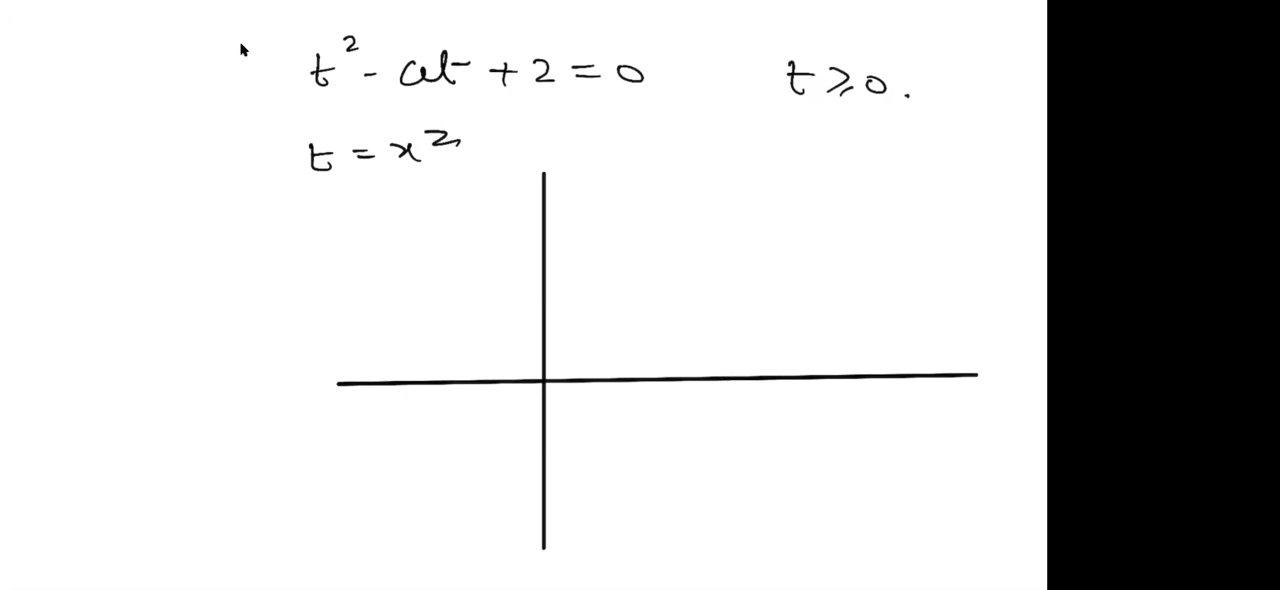 t² - at + 2 = 0 t ⩾ 0.
t = x²